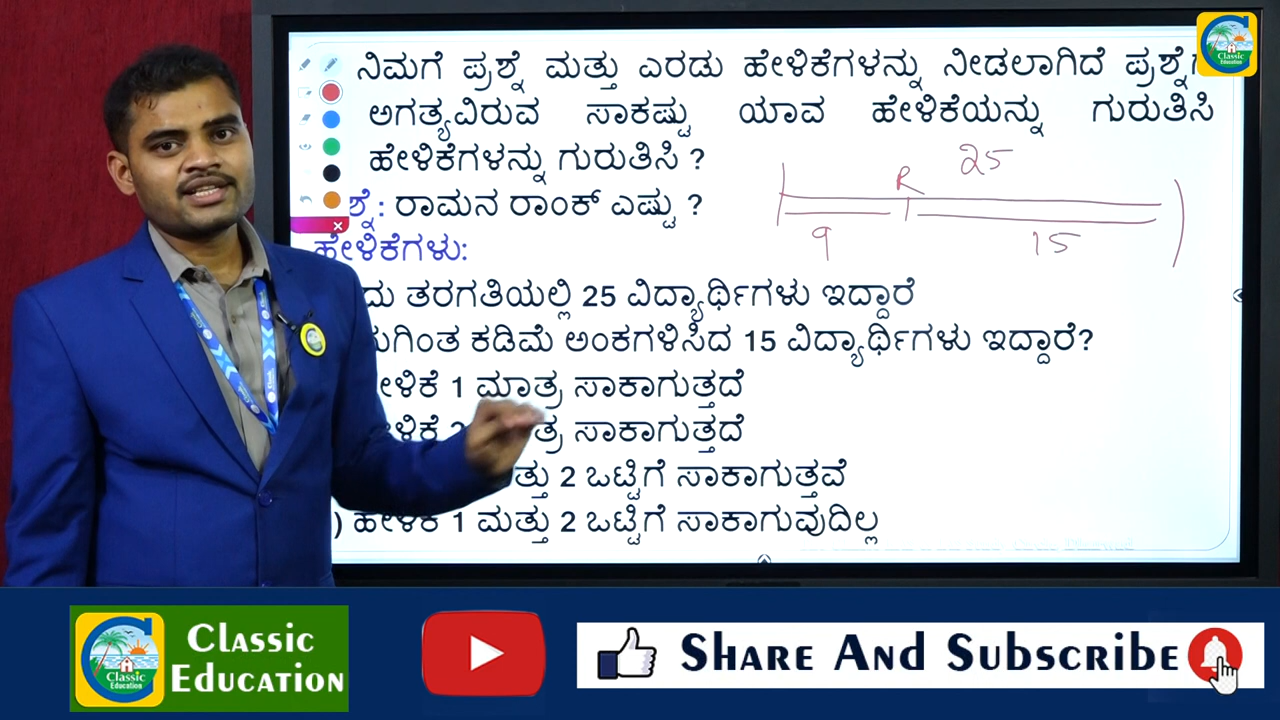 ನಿಮಗೆ ಪ್ರಶ್ನೆ ಮತ್ತು ಎರಡು ಹೇಳಿಕೆಗಳನ್ನು ನೀಡಲಾಗಿದೆ
ಅಗತ್ಯವಿರುವ ಸಾಕಷ್ಟು ಯಾವ ಹೇಳಿಕೆಯನ್ನು ಗುರುತಿಸಿ
ಹೇಳಿಕೆಗಳನ್ನು ಗುರುತಿಸಿ ?
25
R
: ರಾಮನ ರಾಂಕ್ ಎಷ್ಟು ?
9
15
ಹೇಳಿಕೆಗಳು:
ತರಗತಿಯಲ್ಲಿ 25 ವಿದ್ಯಾರ್ಥಿಗಳು ಇದ್ದಾರೆ
ಕಡಿಮೆ ಅಂಕಗಳಿಸಿದ 15 ವಿದ್ಯಾರ್ಥಿಗಳು ಇದ್ದಾರೆ?
1 ಮಾತ್ರ ಸಾಕಾಗುತ್ತದೆ
ಸಾಕಾಗುತ್ತದೆ
2 ಒಟ್ಟಿಗೆ ಸಾಕಾಗುತ್ತವೆ
) ಹೇಳಿಕೆ 1 ಮತ್ತು 2 ಒಟ್ಟಿಗೆ ಸಾಕಾಗುವುದಿಲ್ಲ
Classic
Education
Classic
Education
Classic
Education
Share And Subscribe